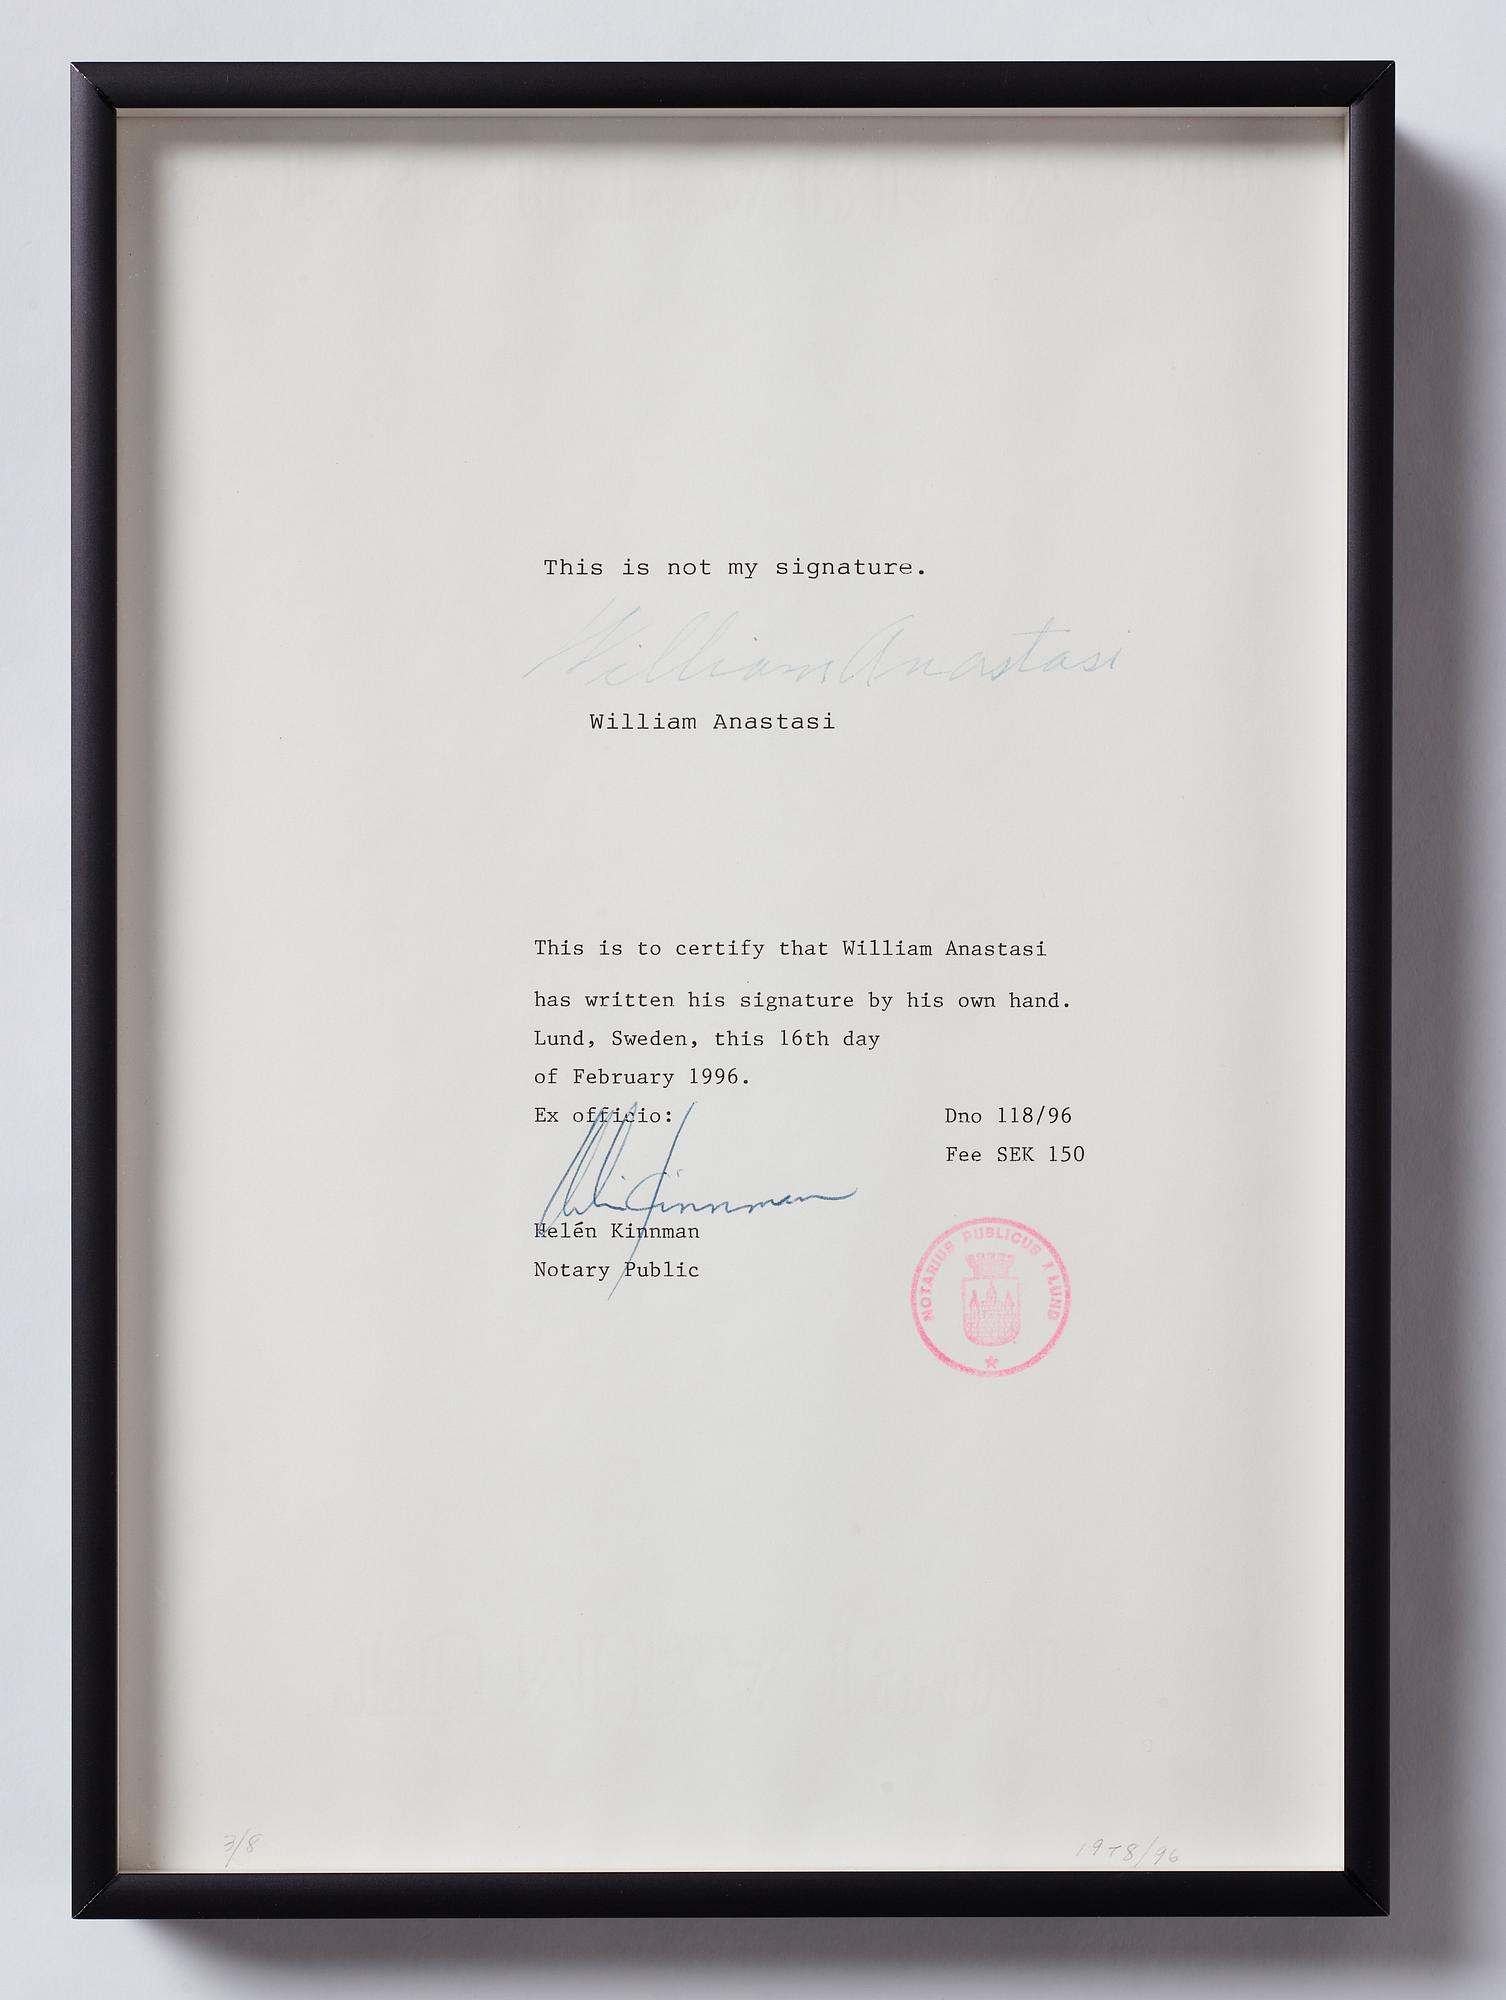 This is not my signature.
William Anastasi
William Anastasi
This is to certify that William Anastasi
has written his signature by his own hand.
Lund, Sweden, this 16th day
of February 1996.
Ex officio:
Dno 118/96
Fee SEK 150
Helén Kinnman
Notary Public
NOTARIUS PUBLICUS I LUND
3/8